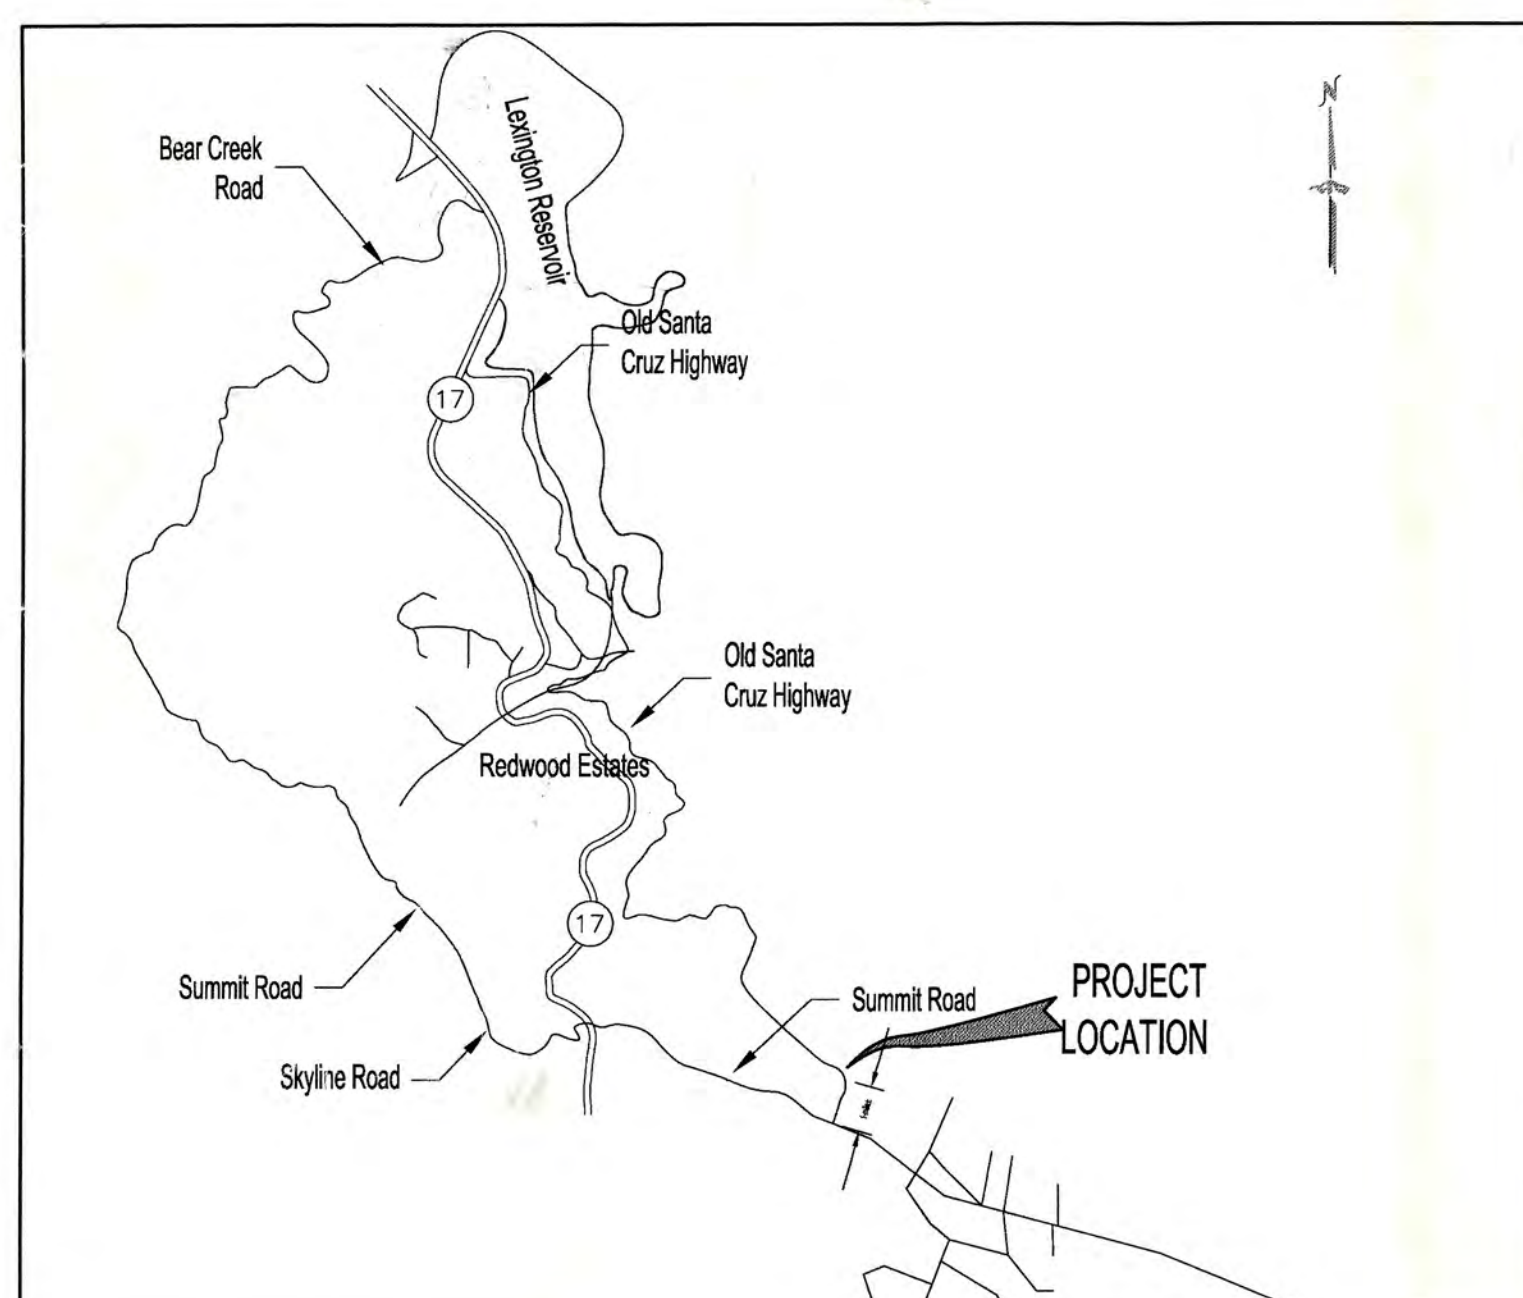 N
Lexington Reservoir
Bear Creek
Road
Old Santa
Cruz Highway
17
Old Santa
Cruz Highway
Redwood Estates
17
Summit Road
PROJECT
LOCATION
Summit Road
Skyline Road